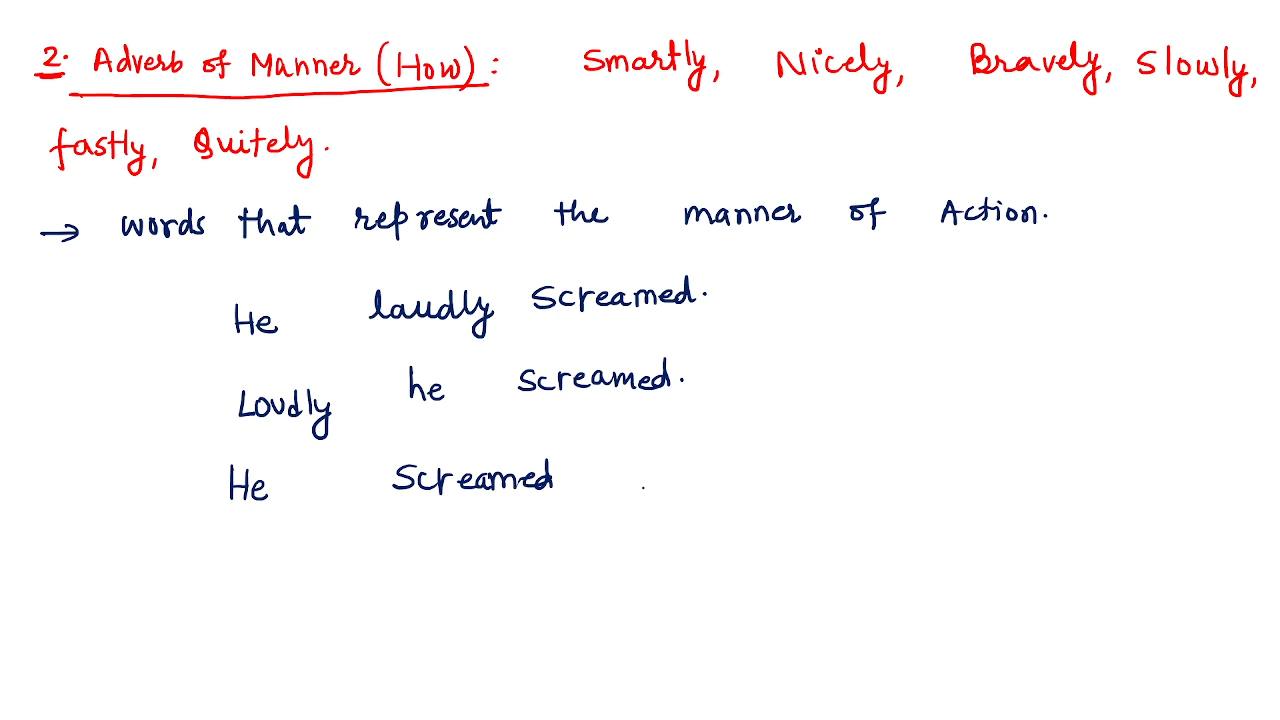 2. Adverb of Manner (How) : Smartly, Nicely, Bravely, Slowly,
fastly, Quitely.
→ words that represent the manner of Action.
He laudly screamed.
Loudly he screamed.
He Screamed